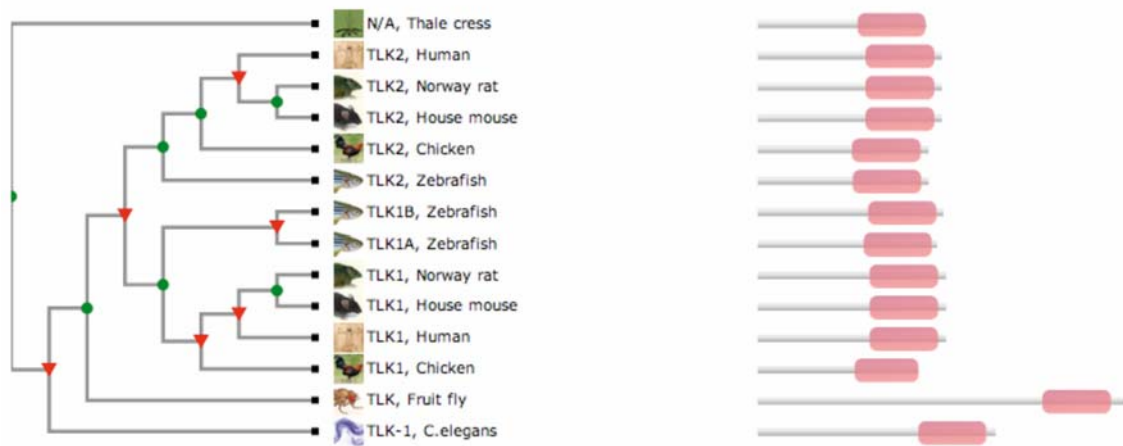 N/A, Thale cress
TLK2, Human
TLK2, Norway rat
TLK2, House mouse
TLK2, Chicken
TLK2, Zebrafish
TLK1B, Zebrafish
TLK1A, Zebrafish
TLK1, Norway rat
TLK1, House mouse
TLK1, Human
TLK1, Chicken
TLK, Fruit fly
TLK-1, C.elegans